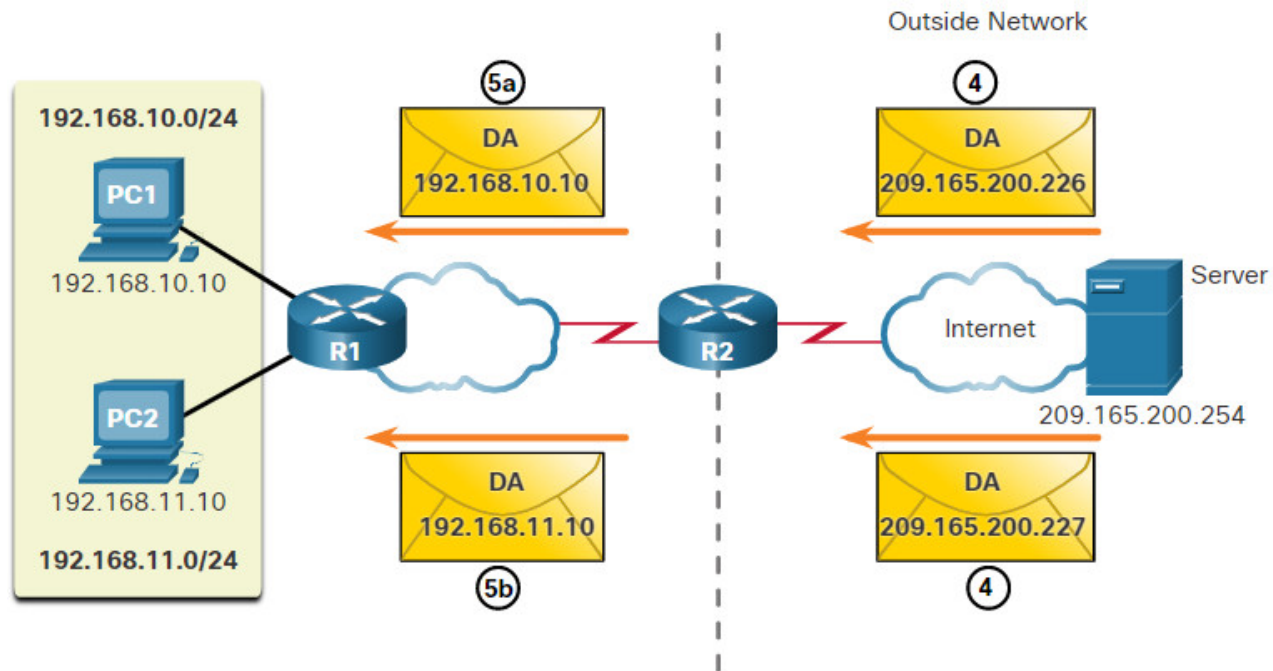 Outside Network
5a
4
192.168.10.0/24
DA
DA
192.168.10.10
209.165.200.226
PC1
192.168.10.10
Server
R1
R2
Internet
PC2
209.165.200.254
192.168.11.10
DA
DA
192.168.11.10
209.165.200.227
192.168.11.0/24
5b
4